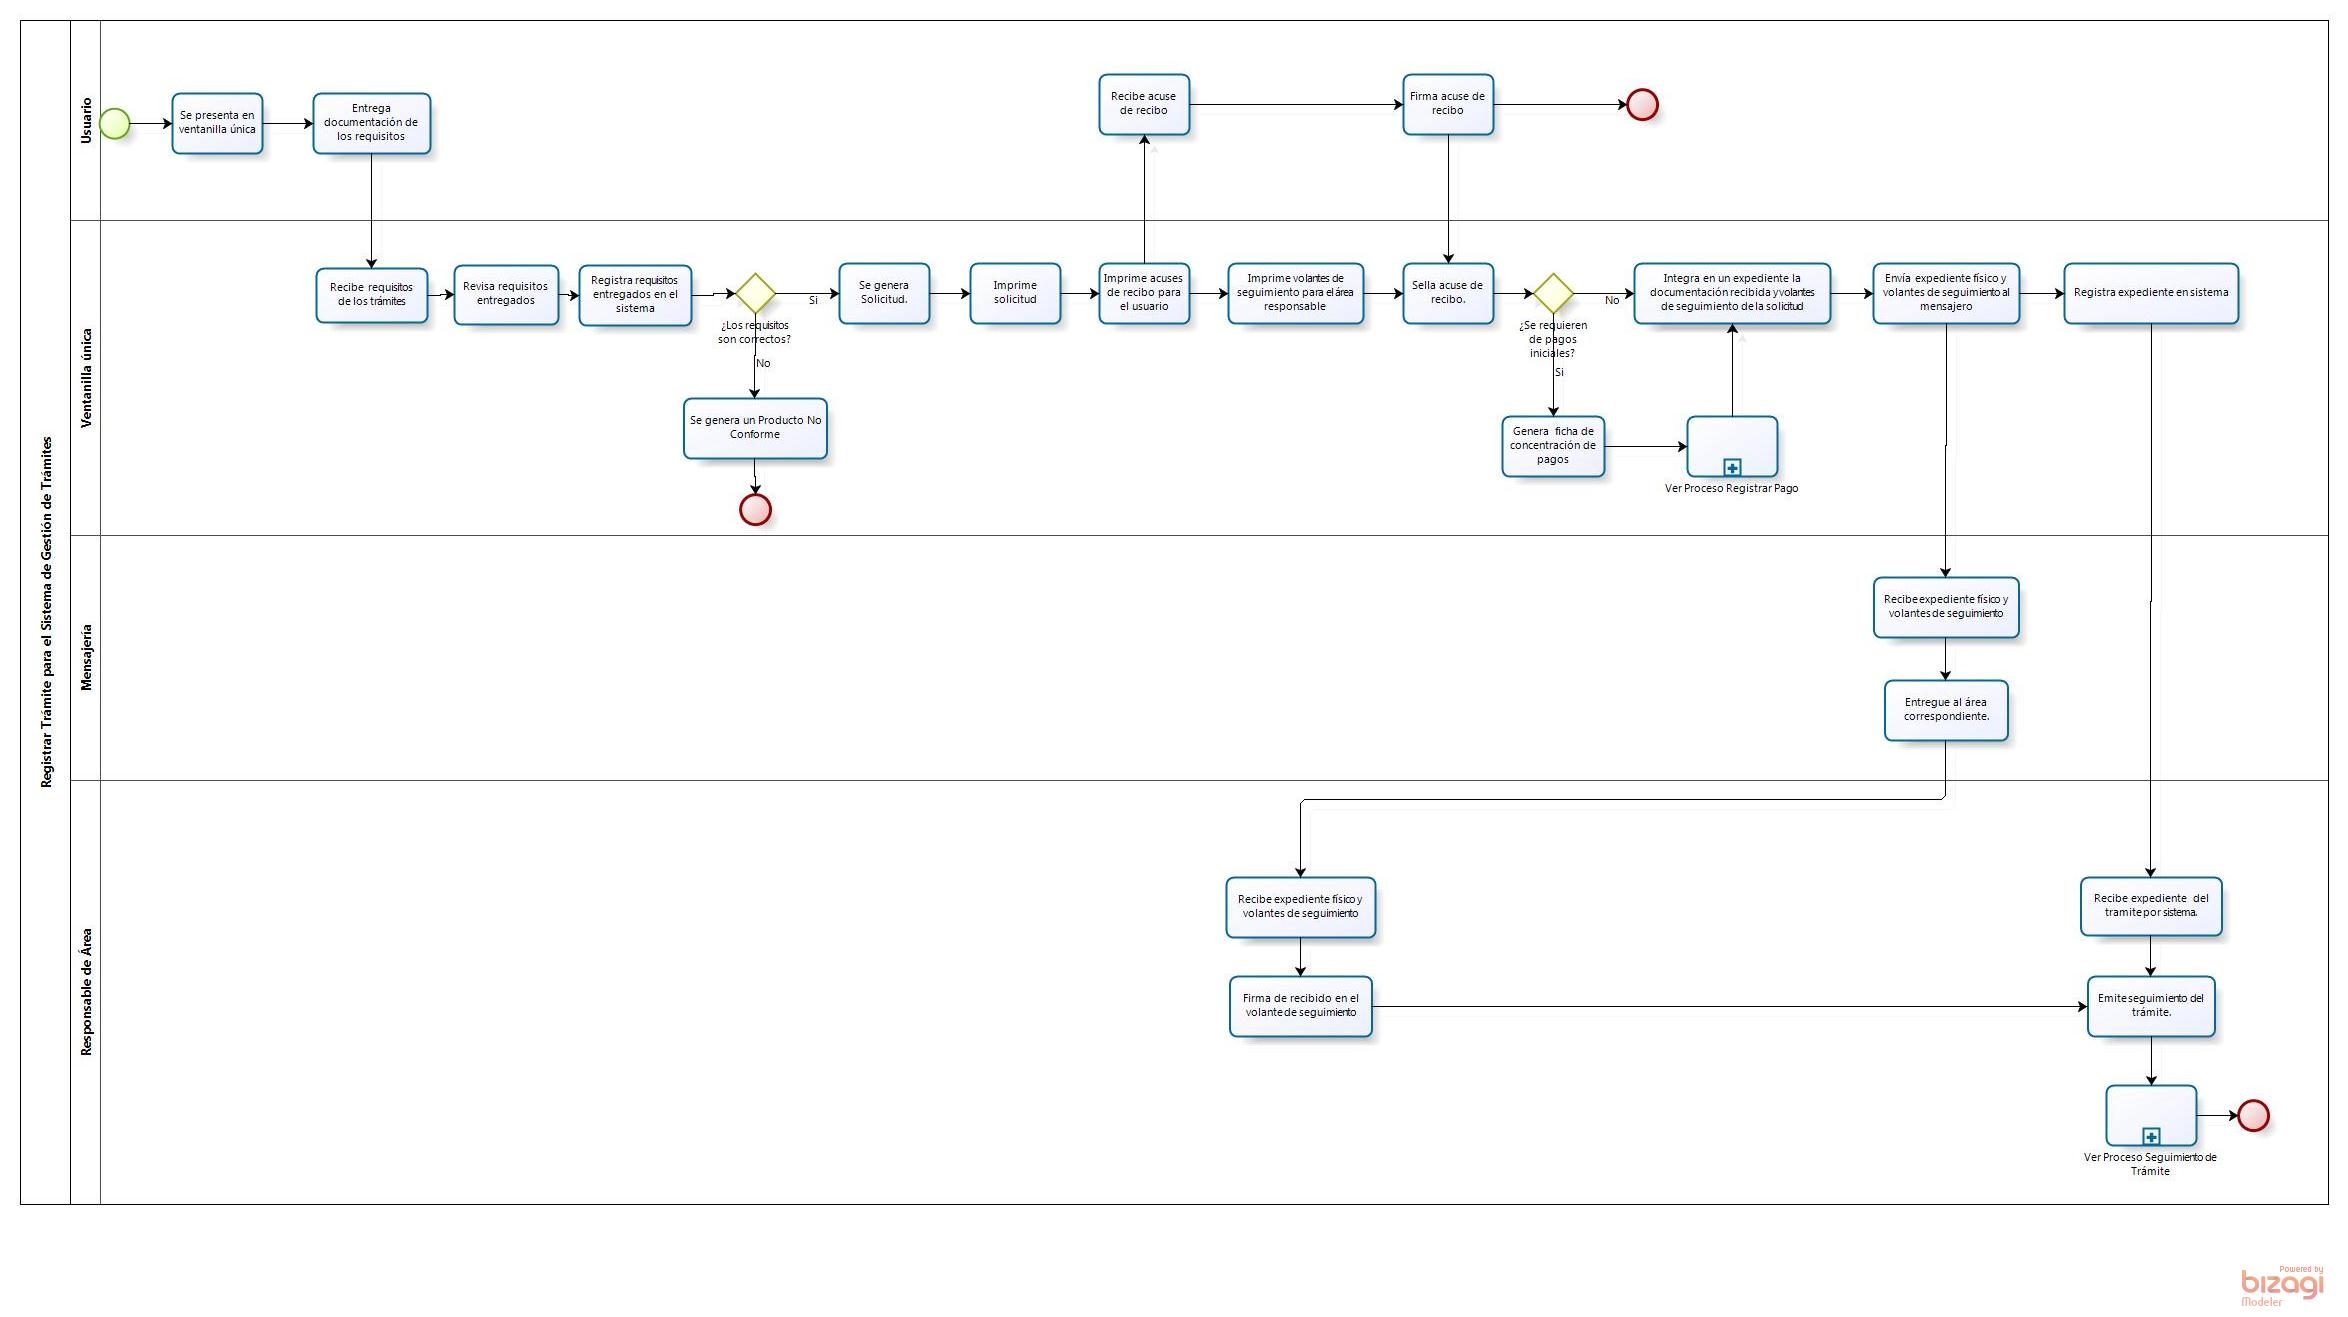 Registrar Trámite para el Sistema de Gestión de Trámites
Usuario
Se presenta en
ventanilla única
Entrega
documentación de
los requisitos
Recibe acuse
de recibo
Firma acuse de
recibo
Ventanilla única
Recibe requisitos
de los trámites
Revisa requisitos
entregados
Registra requisitos
entregados en el
sistema
¿Los requisitos
son correctos?
Si
No
Se genera
Solicitud.
Imprime
solicitud
Imprime acuses
de recibo para
el usuario
Imprime volantes de
seguimiento para el área
responsable
Sella acuse de
recibo.
¿Se requieren
de pagos
iniciales?
No
Si
Integra en un expediente la
documentación recibida y volantes
de seguimiento de la solicitud
Envía expediente físico y
volantes de seguimiento al
mensajero
Registra expediente en sistema
Se genera un Producto No
Conforme
Genera ficha de
concentración de
pagos
Ver Proceso Registrar Pago
Mensajería
Recibe expediente físico y
volantes de seguimiento
Entregue al área
correspondiente.
Responsable de Área
Recibe expediente físico y
volantes de seguimiento
Recibe expediente del
tramite por sistema.
Firma de recibido en el
volante de seguimiento
Emite seguimiento del
trámite.
Ver Proceso Seguimiento de
Trámite
Powered by
bizagi
Modeler